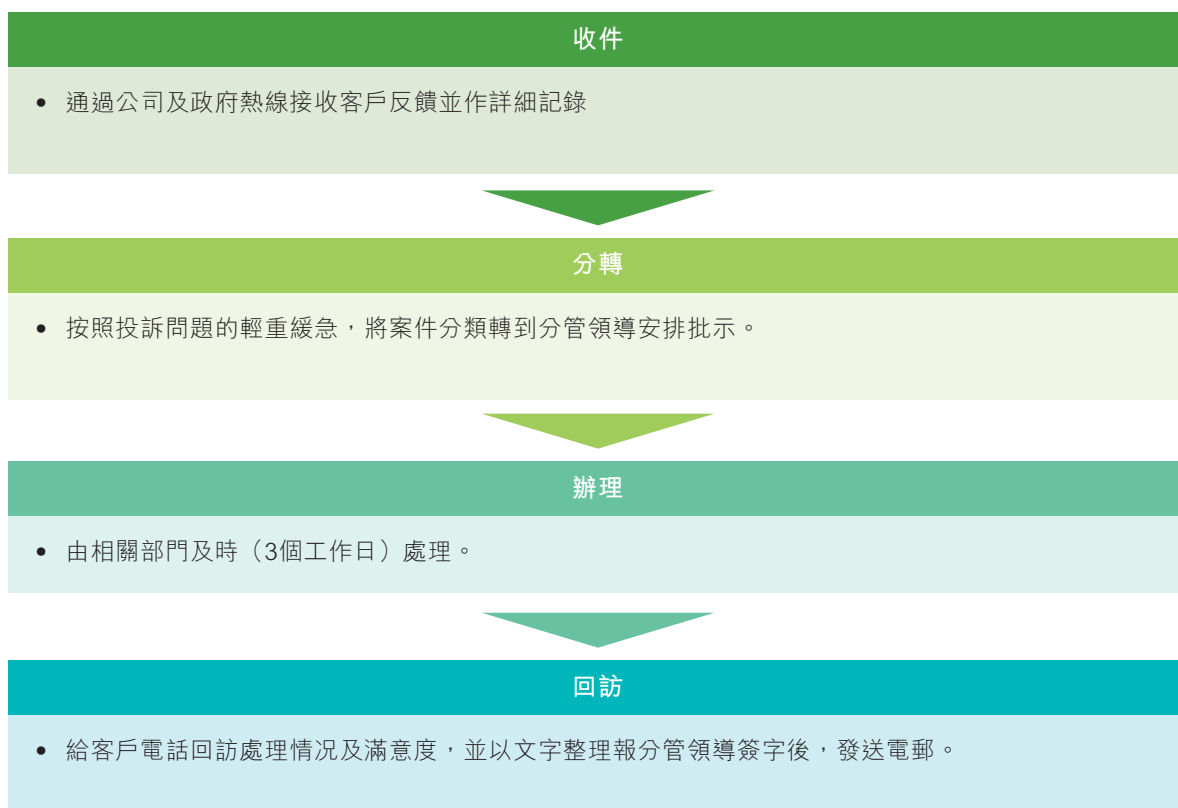 收件
• 通過公司及政府熱線接收客戶反饋並作詳細記錄
分轉
• 按照投訴問題的輕重緩急，將案件分類轉到分管領導安排批示。
辦理
• 由相關部門及時（3個工作日）處理。
回訪
• 給客戶電話回訪處理情況及滿意度，並以文字整理報分管領導簽字後，發送電郵。